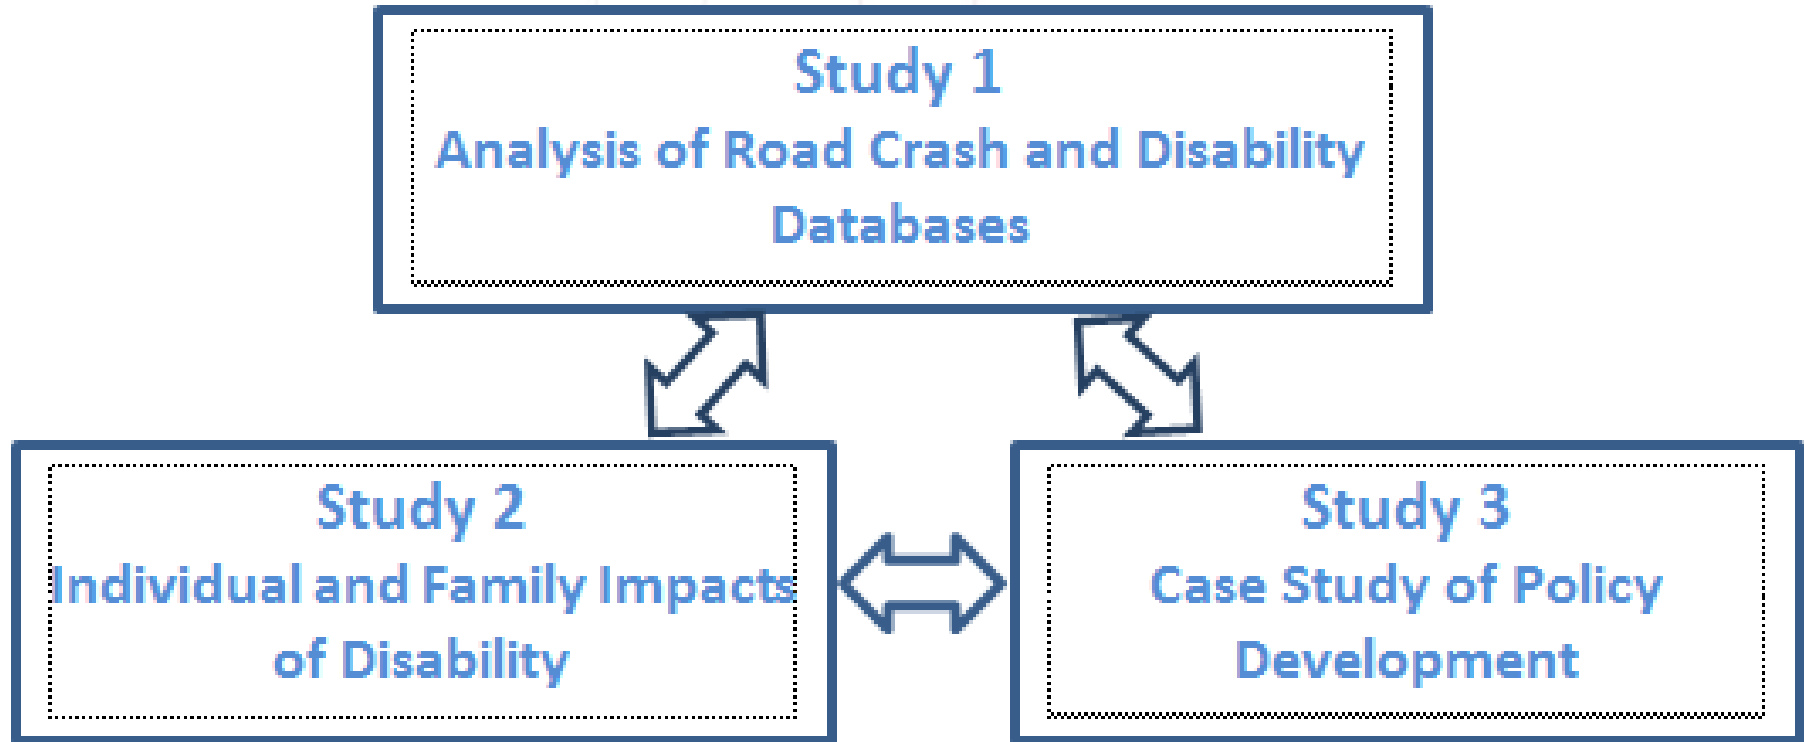 Study 1
Analysis of Road Crash and Disability
Databases
Study 2
Individual and Family Impacts
of Disability
Study 3
Case Study of Policy
Development